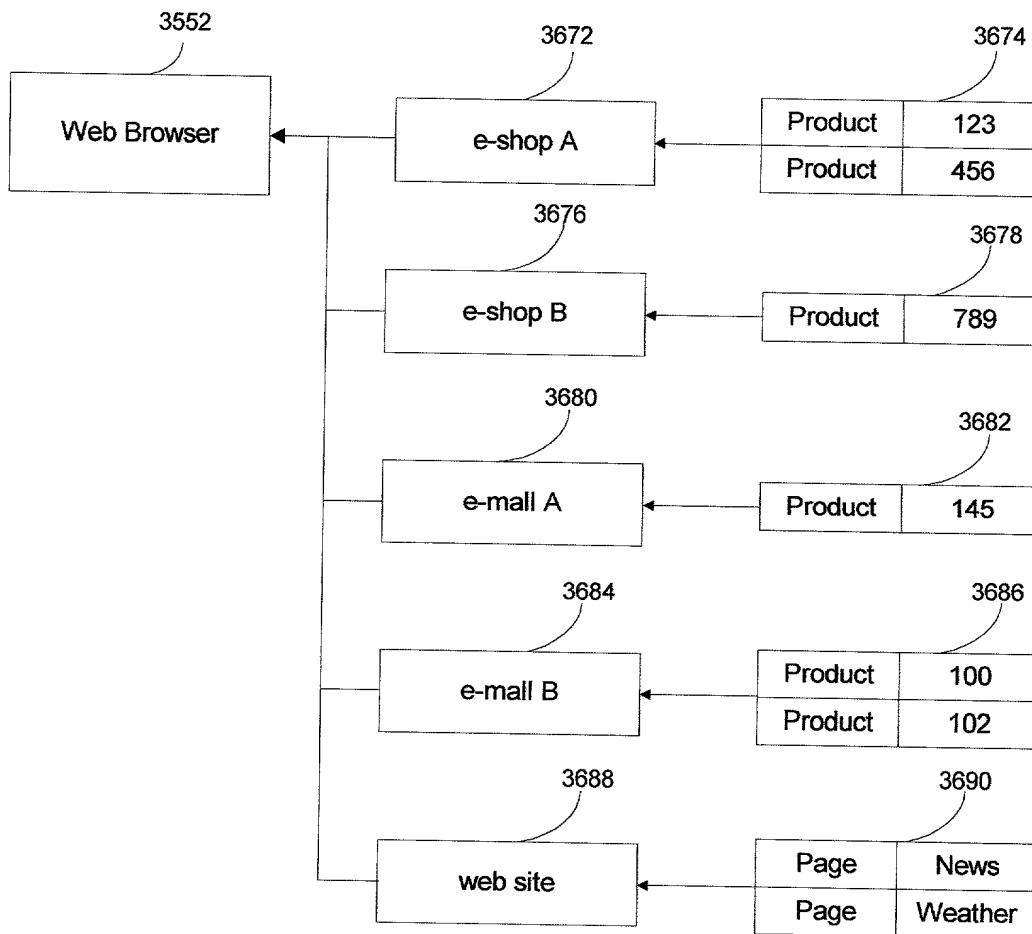 3552
3672
3674
Web Browser
e-shop A
Product 123
Product 456
3676
3678
e-shop B
Product 789
3680
3682
e-mall A
Product 145
3684
3686
e-mall B
Product 100
Product 102
3688
3690
web site
Page News
Page Weather